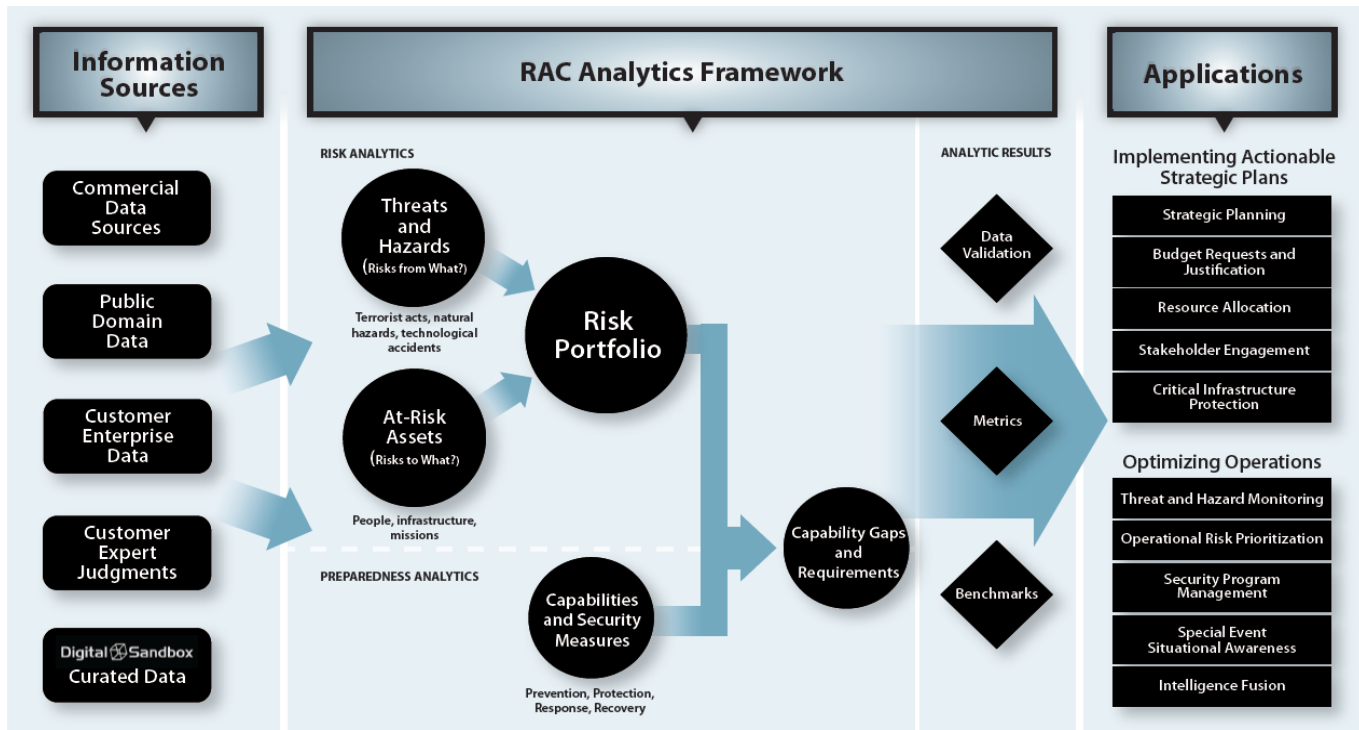 Information
Sources
RAC Analytics Framework
Applications
Commercial
Data
Sources
Public
Domain
Data
Customer
Enterprise
Data
Customer
Expert
Judgments
Digital Sandbox
Curated Data
RISK ANALYTICS
Threats
and
Hazards
(Risks from What?)
Terrorist acts, natural
hazards, technological
accidents
At-Risk
Assets
(Risks to What?)
People, infrastructure,
missions
Risk
Portfolio
PREPAREDNESS ANALYTICS
Capabilities
and Security
Measures
Prevention, Protection,
Response, Recovery
Capability Gaps
and
Requirements
ANALYTIC RESULTS
Data
Validation
Metrics
Benchmarks
Implementing Actionable
Strategic Plans
Strategic Planning
Budget Requests and
Justification
Resource Allocation
Stakeholder Engagement
Critical Infrastructure
Protection
Optimizing Operations
Threat and Hazard Monitoring
Operational Risk Prioritization
Security Program
Management
Special Event
Situational Awareness
Intelligence Fusion